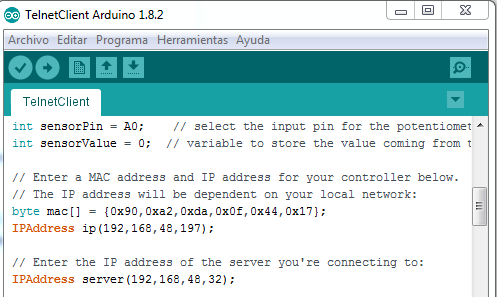 TelnetClient Arduino 1.8.2
Archivo Editar Programa Herramientas Ayuda
TelnetClient
int sensorPin = A0;    // select the input pin for the potentiomet
int sensorValue = 0;  // variable to store the value coming from t
// Enter a MAC address and IP address for your controller below.
// The IP address will be dependent on your local network:
byte mac[] = {0x90,0xa2,0xda,0x0f,0x44,0x17};
IPAddress ip(192,168,48,197);
// Enter the IP address of the server you're connecting to:
IPAddress server(192,168,48,32);